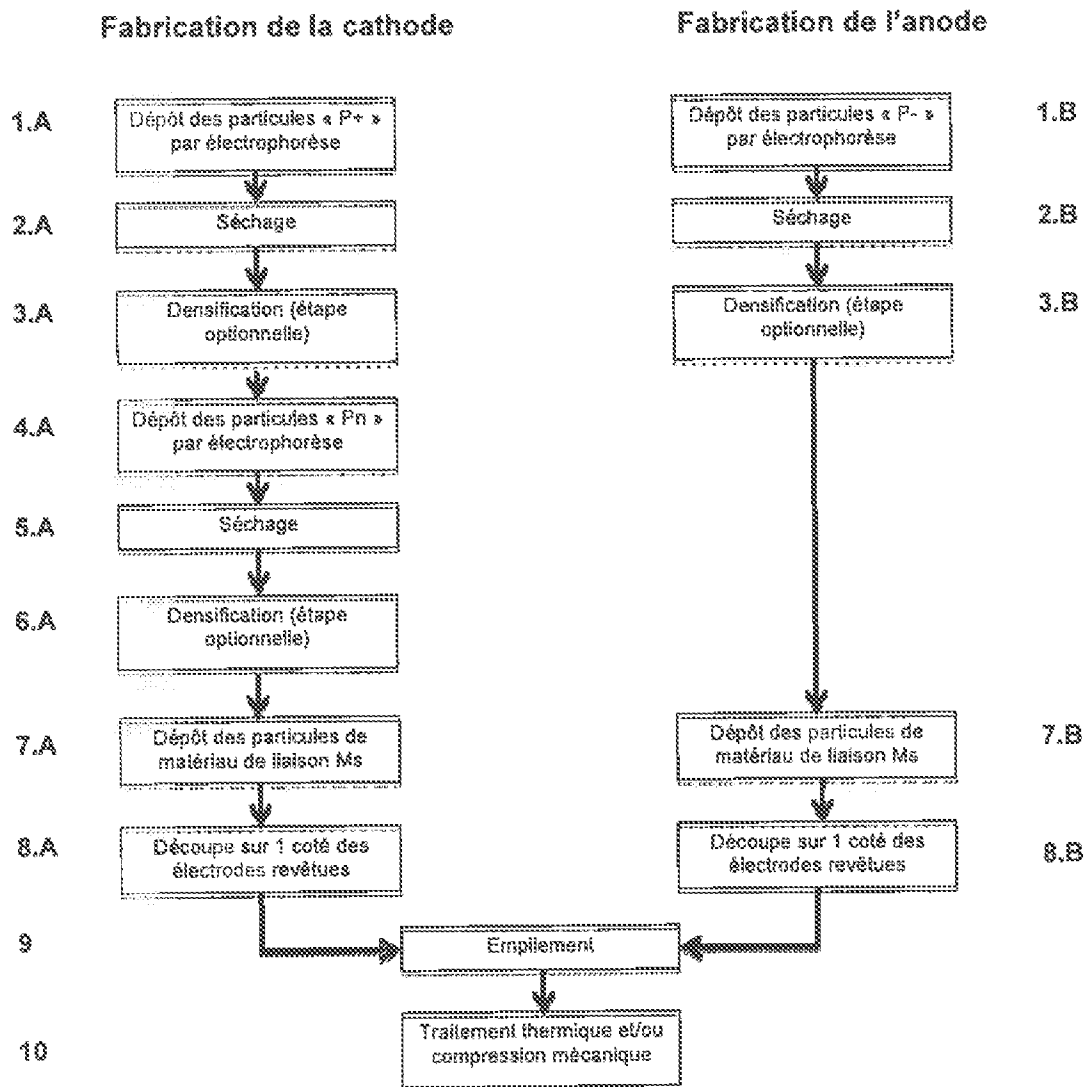 Fabrication de la cathode
Fabrication de l'anode
1.A
Dépôt des particules « P+ »
par électrophorèse
Dépôt des particules « P- »
par électrophorèse
1.B
2.A
Séchage
Séchage
2.B
3.A
Densification (étape
optionnelle)
Densification (étape
optionnelle)
3.B
4.A
Dépôt des particules « Pn »
par électrophorèse
5.A
Séchage
6.A
Densification (étape
optionnelle)
7.A
Dépôt des particules de
matériau de liaison Ms
Dépôt des particules de
matériau de liaison Ms
7.B
8.A
Découpe sur 1 coté des
électrodes revêtues
Découpe sur 1 coté des
électrodes revêtues
8.B
9
Empilement
10
Traitement thermique et/ou
compression mécanique